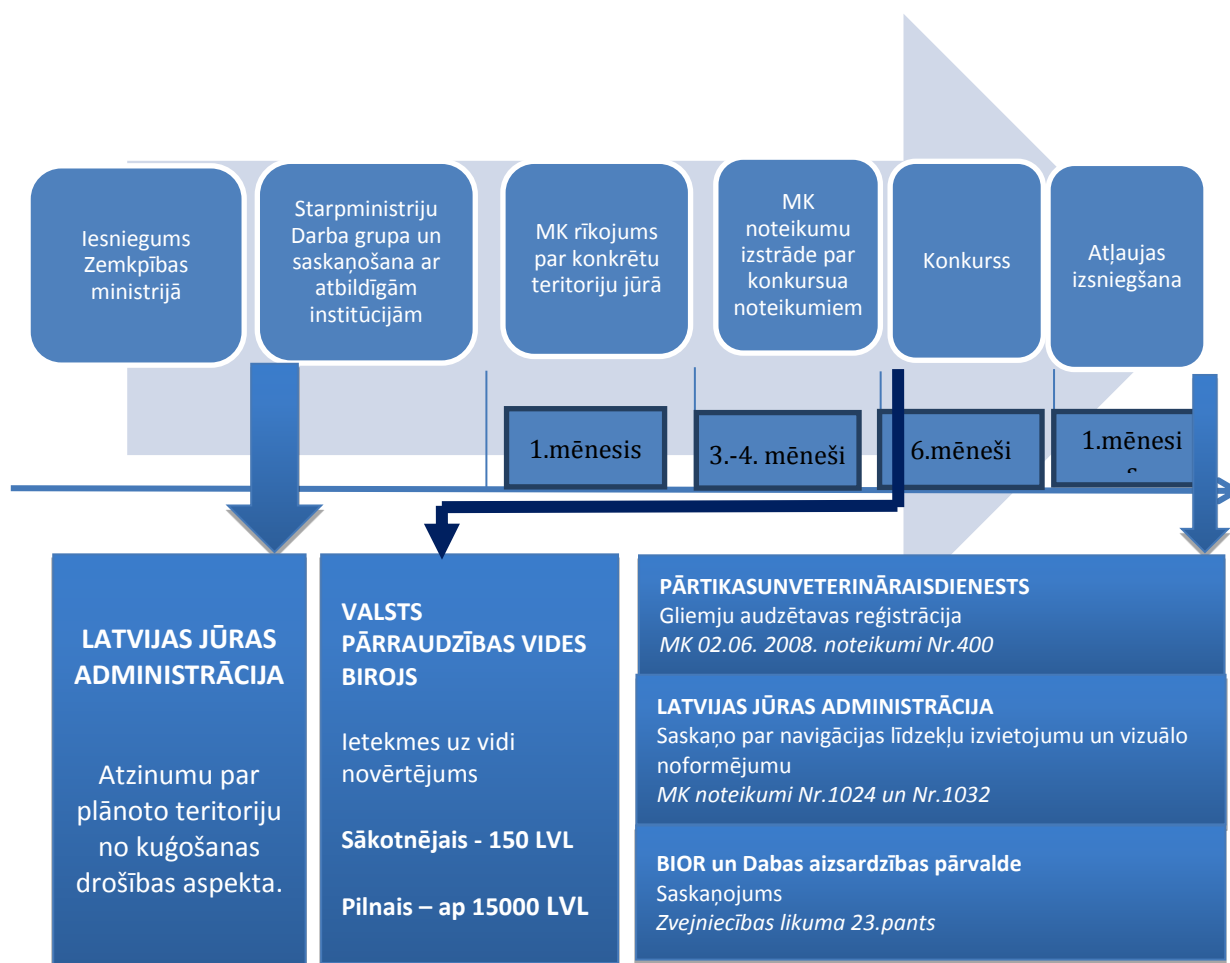 Iesniegums
Zemkpības
ministrijā
Starpministriju
Darba grupa un
saskaņošana ar
atbildīgām
institūcijām
MK rīkojums
par konkrētu
teritoriju jūrā
MK
noteikumu
izstrāde par
konkursua
noteikumiem
Konkurss
Atļaujas
izsniegšana
1.mēnesis
3.-4. mēneši
6.mēneši
1.mēnesi
s
LATVIJAS JŪRAS
ADMINISTRĀCIJA
Atzinumu par
plānoto teritoriju
no kuģošanas
drošības aspekta.
VALSTS
PĀRRAUDZĪBAS VIDES
BIROJS
Ietekmes uz vidi
novērtējums
Sākotnējais - 150 LVL
Pilnais – ap 15000 LVL
PĀRTIKASUNVETERINĀRAISDIENESTS
Gliemju audzētavas reģistrācija
MK 02.06. 2008. noteikumi Nr.400
LATVIJAS JŪRAS ADMINISTRĀCIJA
Saskaņo par navigācijas līdzekļu izvietojumu un vizuālo
noformējumu
MK noteikumi Nr.1024 un Nr.1032
BIOR un Dabas aizsardzības pārvalde
Saskaņojums
Zvejniecības likuma 23.pants